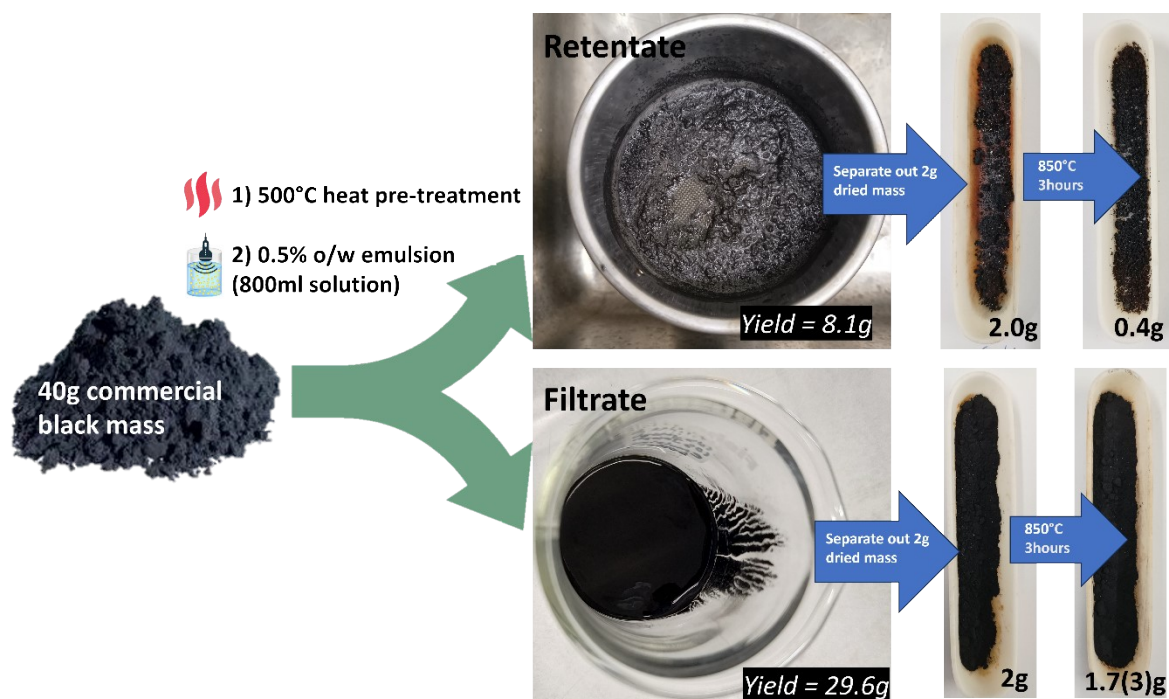 40g commercial
black mass
1) 500°C heat pre-treatment
2) 0.5% o/w emulsion
(800ml solution)
Retentate
Yield = 8.1g
Separate out 2g
dried mass
2.0g
850°C
3hours
0.4g
Filtrate
Yield = 29.6g
Separate out 2g
dried mass
2g
850°C
3hours
1.7(3)g